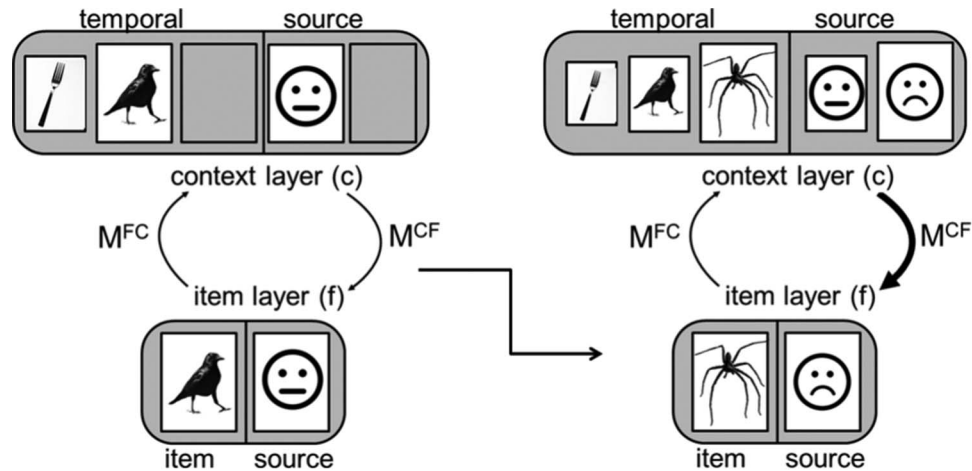 temporal source
context layer (c)
M^FC M^CF
item layer (f)
item source
temporal source
context layer (c)
M^FC M^CF
item layer (f)
item source